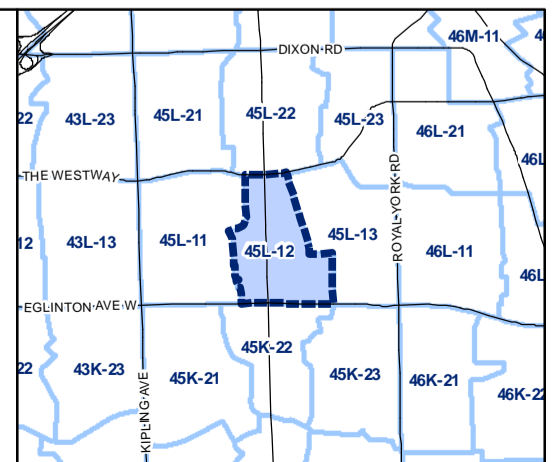 46M-11
4
DIXON RD
22
43L-23
45L-21
45L-22
45L-23
46L-21
46L
THE WESTWAY
ROYAL YORK RD
12
43L-13
45L-11
45L-12
45L-13
46L-11
46L
EGLINTON AVE W
22
43K-23
45K-21
45K-22
45K-23
46K-21
46K-22
KIPLING AVE